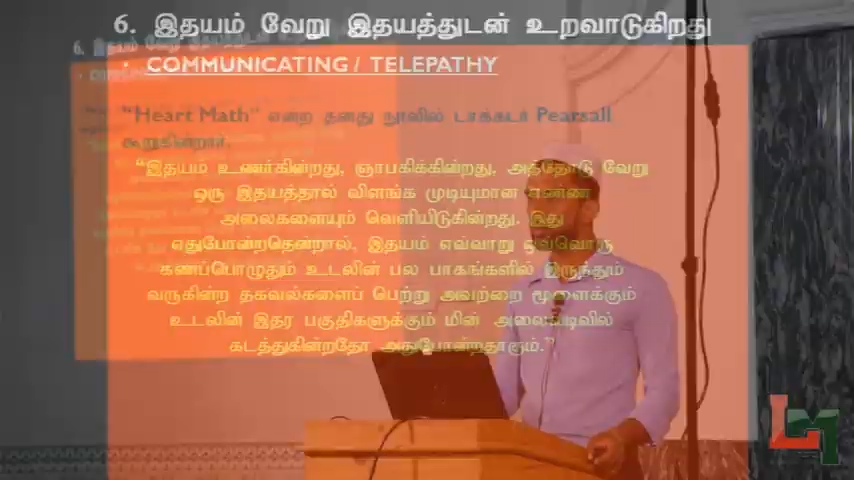 6. இதயம் வேறு இதயத்துடன் உறவாடுகிறது
• COMMUNICATING / TELEPATHY
"Heart Math" என்ற தனது நூலில் டாக்டர் Pearsall
கூறுகின்றார்.
"இதயம் உணர்கின்றது, ஞாபகிக்கின்றது, அத்தோடு வேறு
ஒரு இதயத்தால் விளங்க முடியுமான எண்ண
அலைகளையும் வெளியிடுகின்றது. இது
எதுபோன்றதென்றால், இதயம் எவ்வாறு ஒவ்வொரு
கணப்பொழுதும் உடலின் பல பாகங்களில் இருந்தும்
வருகின்ற தகவல்களைப் பெற்று அவற்றை மூளைக்கும்
உடலின் இதர பகுதிகளுக்கும் மின் அலைவடிவில்
கடத்துகின்றதோ அதுபோன்றதாகும்."
LM